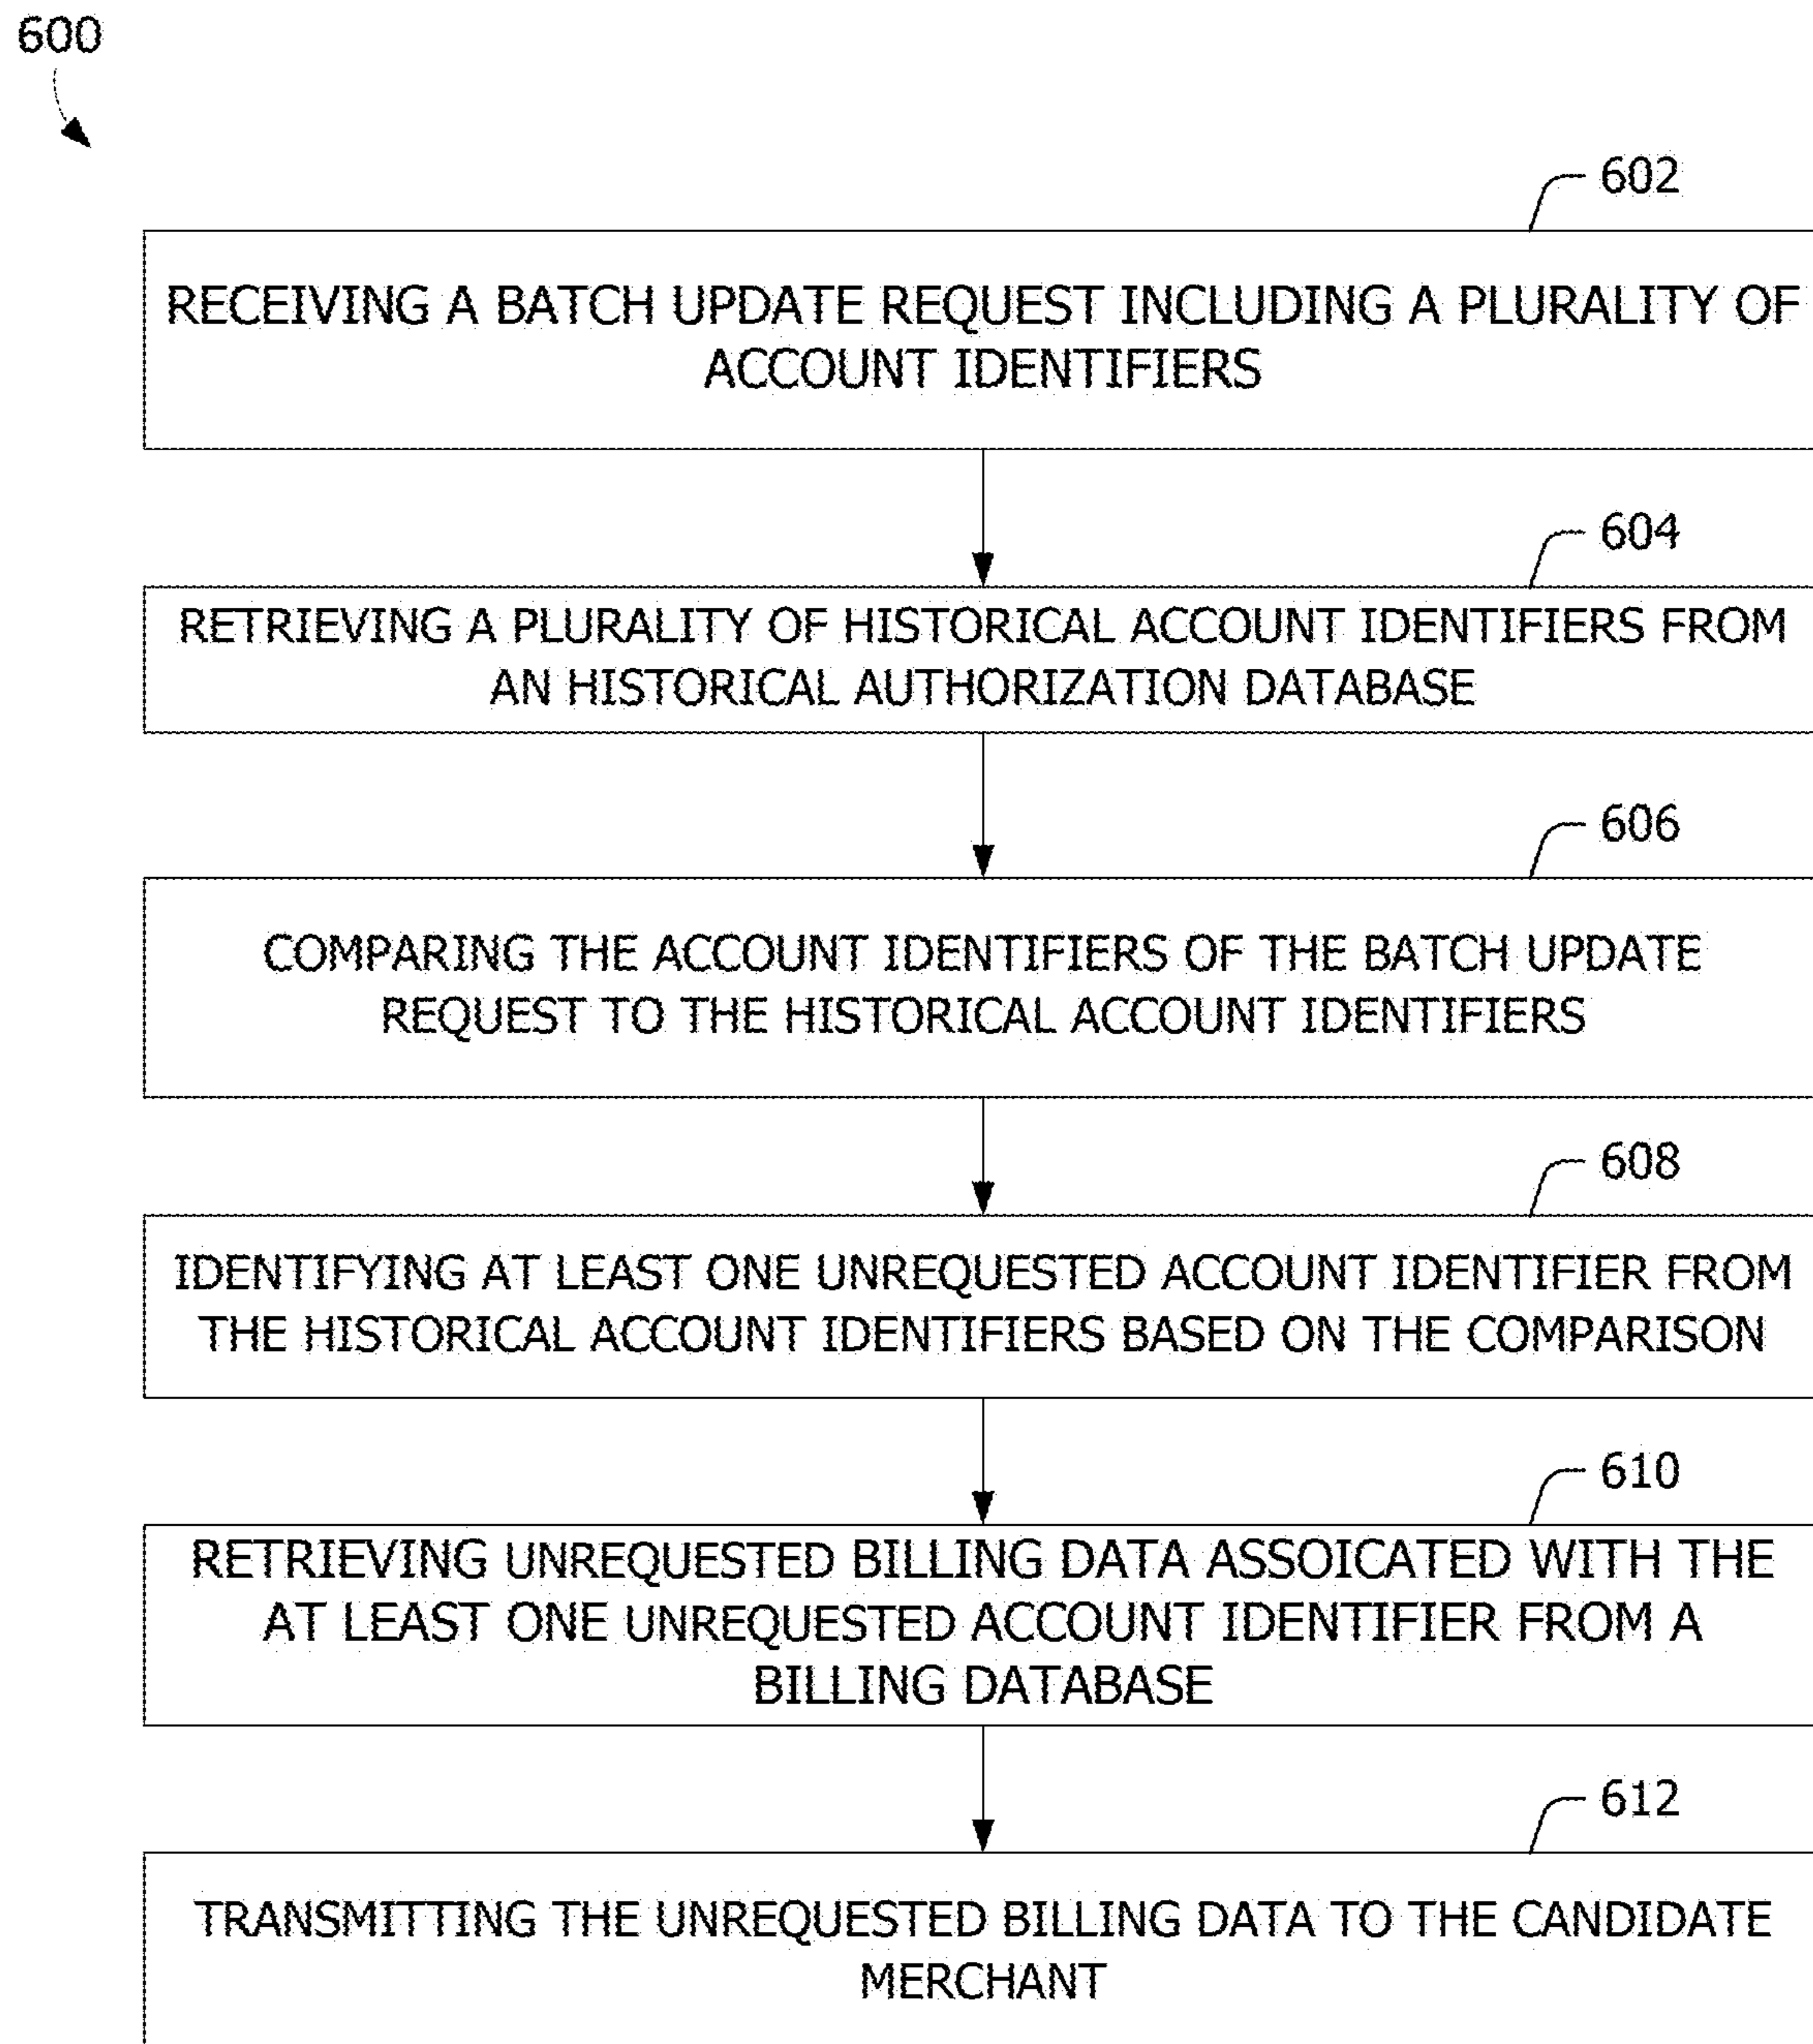 600
602
RECEIVING A BATCH UPDATE REQUEST INCLUDING A PLURALITY OF
ACCOUNT IDENTIFIERS
604
RETRIEVING A PLURALITY OF HISTORICAL ACCOUNT IDENTIFIERS FROM
AN HISTORICAL AUTHORIZATION DATABASE
606
COMPARING THE ACCOUNT IDENTIFIERS OF THE BATCH UPDATE
REQUEST TO THE HISTORICAL ACCOUNT IDENTIFIERS
608
IDENTIFYING AT LEAST ONE UNREQUESTED ACCOUNT IDENTIFIER FROM
THE HISTORICAL ACCOUNT IDENTIFIERS BASED ON THE COMPARISON
610
RETRIEVING UNREQUESTED BILLING DATA ASSOICATED WITH THE
AT LEAST ONE UNREQUESTED ACCOUNT IDENTIFIER FROM A
BILLING DATABASE
612
TRANSMITTING THE UNREQUESTED BILLING DATA TO THE CANDIDATE
MERCHANT